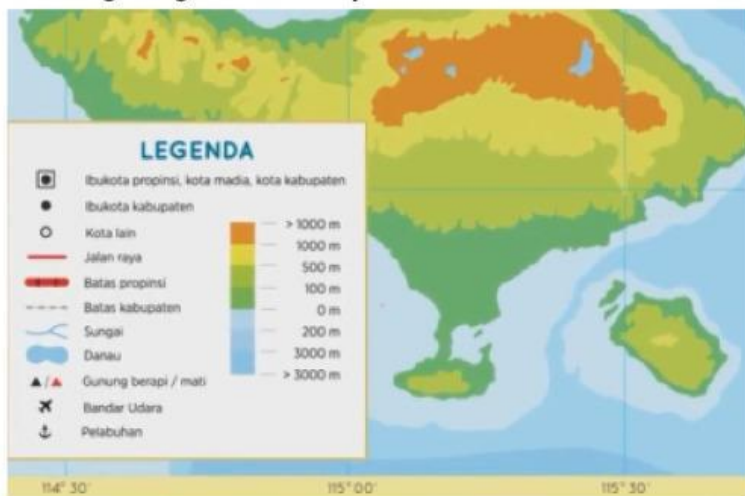 LEGENDA
Ibukota propinsi, kota madia, kota kabupaten
Ibukota kabupaten
Kota lain
Jalan raya
Batas propinsi
Batas kabupaten
Sungai
Danau
Gunung berapi / mati
Bandar Udara
Pelabuhan
> 1000 m
1000 m
500 m
100 m
0 m
200 m
3000 m
> 3000 m
114° 30'
115° 00'
115° 30'